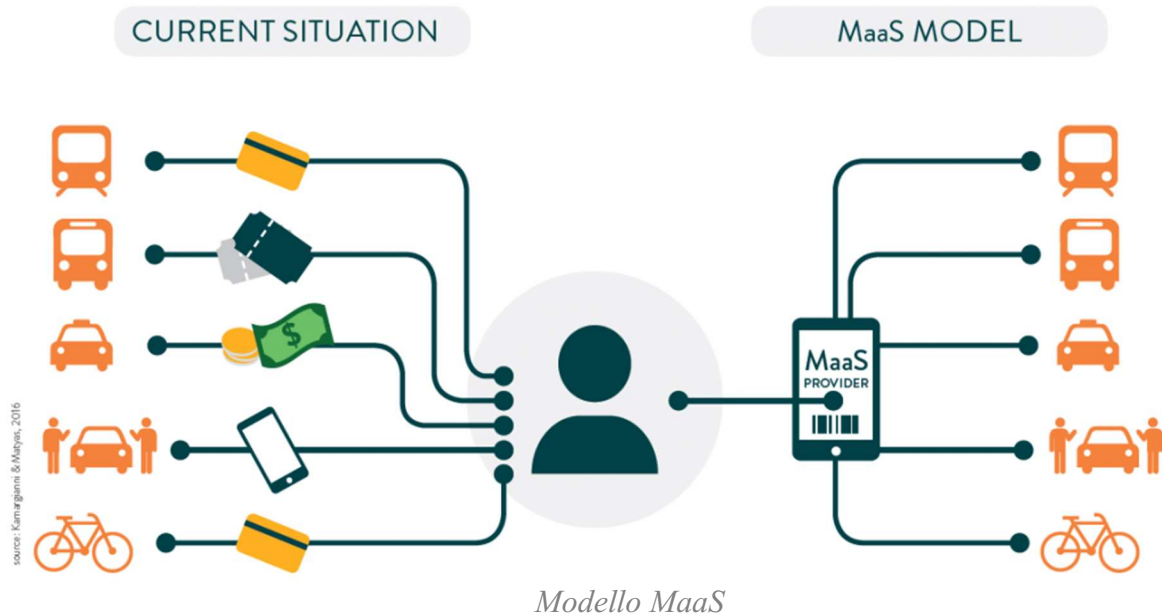 CURRENT SITUATION
MaaS MODEL
$
MaaS
PROVIDER
source: Kamargianni & Matyas, 2016
Modello MaaS